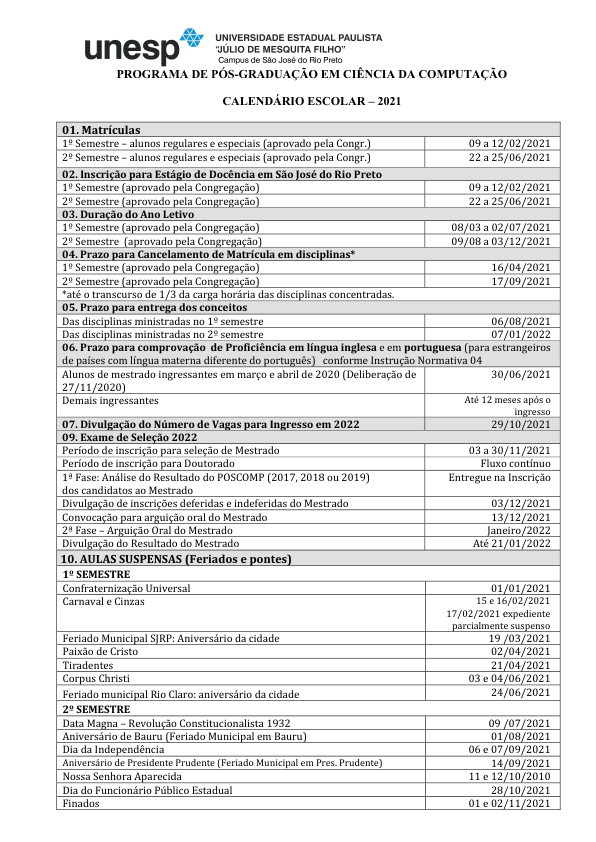 unesp
UNIVERSIDADE ESTADUAL PAULISTA
"JÚLIO DE MESQUITA FILHO"
Campus de São José do Rio Preto
PROGRAMA DE PÓS-GRADUAÇÃO EM CIÊNCIA DA COMPUTAÇÃO
CALENDÁRIO ESCOLAR – 2021
01. Matrículas
1º Semestre – alunos regulares e especiais (aprovado pela Congr.) 09 a 12/02/2021
2º Semestre – alunos regulares e especiais (aprovado pela Congr.) 22 a 25/06/2021
02. Inscrição para Estágio de Docência em São José do Rio Preto
1º Semestre (aprovado pela Congregação) 09 a 12/02/2021
2º Semestre (aprovado pela Congregação) 22 a 25/06/2021
03. Duração do Ano Letivo
1º Semestre (aprovado pela Congregação) 08/03 a 02/07/2021
2º Semestre (aprovado pela Congregação) 09/08 a 03/12/2021
04. Prazo para Cancelamento de Matrícula em disciplinas*
1º Semestre (aprovado pela Congregação) 16/04/2021
2º Semestre (aprovado pela Congregação) 17/09/2021
*até o transcurso de 1/3 da carga horária das disciplinas concentradas.
05. Prazo para entrega dos conceitos
Das disciplinas ministradas no 1º semestre 06/08/2021
Das disciplinas ministradas no 2º semestre 07/01/2022
06. Prazo para comprovação de Proficiência em língua inglesa e em portuguesa (para estrangeiros
de países com língua materna diferente do português) conforme Instrução Normativa 04
Alunos de mestrado ingressantes em março e abril de 2020 (Deliberação de 30/06/2021
27/11/2020)
Demais ingressantes Até 12 meses após o
ingresso
07. Divulgação do Número de Vagas para Ingresso em 2022 29/10/2021
09. Exame de Seleção 2022
Período de inscrição para seleção de Mestrado 03 a 30/11/2021
Período de inscrição para Doutorado Fluxo contínuo
1ª Fase: Análise do Resultado do POSCOMP (2017, 2018 ou 2019) Entregue na Inscrição
dos candidatos ao Mestrado
Divulgação de inscrições deferidas e indeferidas do Mestrado 03/12/2021
Convocação para arguição oral do Mestrado 13/12/2021
2ª Fase – Arguição Oral do Mestrado Janeiro/2022
Divulgação do Resultado do Mestrado Até 21/01/2022
10. AULAS SUSPENSAS (Feriados e pontes)
1º SEMESTRE
Confraternização Universal 01/01/2021
Carnaval e Cinzas 15 e 16/02/2021
17/02/2021 expediente
parcialmente suspenso
Feriado Municipal SJRP: Aniversário da cidade 19 /03/2021
Paixão de Cristo 02/04/2021
Tiradentes 21/04/2021
Corpus Christi 03 e 04/06/2021
Feriado municipal Rio Claro: aniversário da cidade 24/06/2021
2º SEMESTRE
Data Magna – Revolução Constitucionalista 1932 09 /07/2021
Aniversário de Bauru (Feriado Municipal em Bauru) 01/08/2021
Dia da Independência 06 e 07/09/2021
Aniversário de Presidente Prudente (Feriado Municipal em Pres. Prudente) 14/09/2021
Nossa Senhora Aparecida 11 e 12/10/2010
Dia do Funcionário Público Estadual 28/10/2021
Finados 01 e 02/11/2021